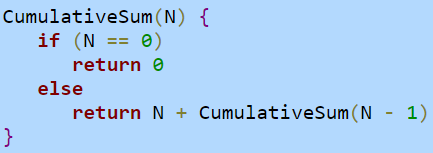 CumulativeSum(N) {
   if (N == 0)
      return 0
   else
      return N + CumulativeSum(N - 1)
}